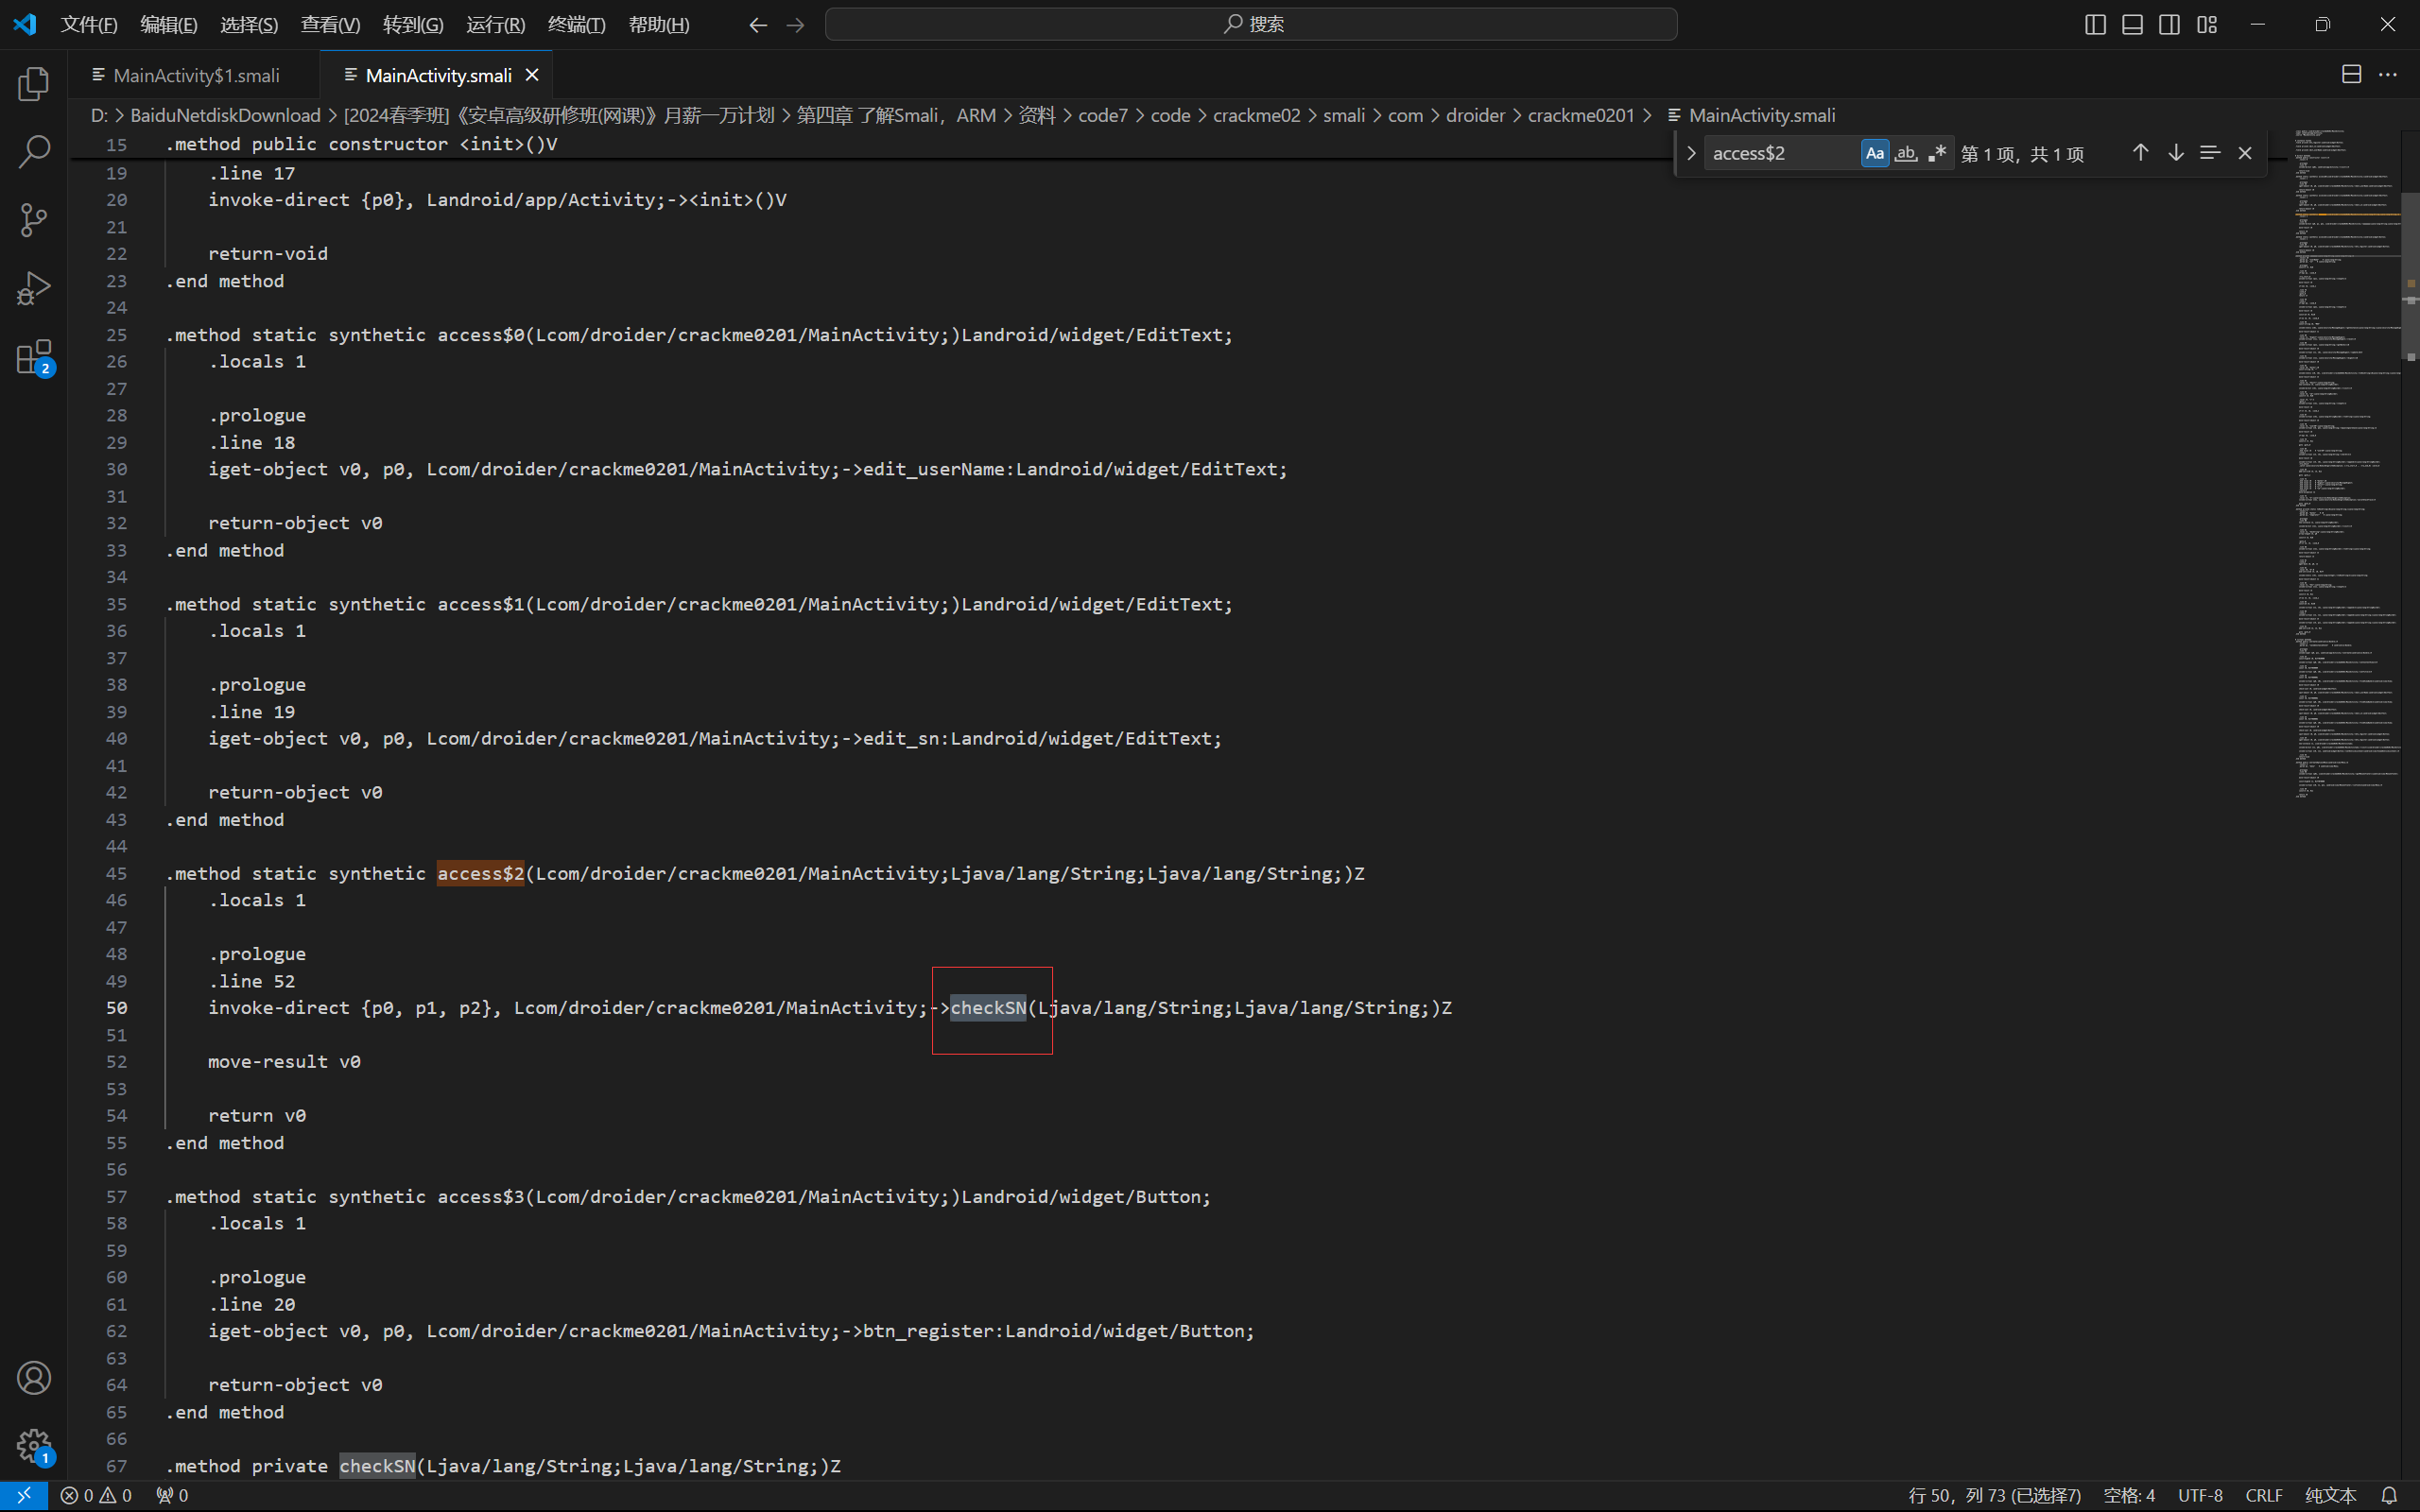 文件(F) 编辑(E) 选择(S) 查看(V) 转到(G) 运行(R) 终端(T) 帮助(H) 搜索
MainActivity$1.smali MainActivity.smali
D: > BaiduNetdiskDownload > [2024春季班]《安卓高级研修班(网课)》月薪一万计划 > 第四章 了解Smali，ARM > 资料 > code7 > code > crackme02 > smali > com > droider > crackme0201 > MainActivity.smali
access$2 Aa ab .* 第 1 项，共 1 项
15 .method public constructor <init>()V
19 .line 17
20 invoke-direct {p0}, Landroid/app/Activity;-><init>()V
21
22 return-void
23 .end method
24
25 .method static synthetic access$0(Lcom/droider/crackme0201/MainActivity;)Landroid/widget/EditText;
26 .locals 1
27
28 .prologue
29 .line 18
30 iget-object v0, p0, Lcom/droider/crackme0201/MainActivity;->edit_userName:Landroid/widget/EditText;
31
32 return-object v0
33 .end method
34
35 .method static synthetic access$1(Lcom/droider/crackme0201/MainActivity;)Landroid/widget/EditText;
36 .locals 1
37
38 .prologue
39 .line 19
40 iget-object v0, p0, Lcom/droider/crackme0201/MainActivity;->edit_sn:Landroid/widget/EditText;
41
42 return-object v0
43 .end method
44
45 .method static synthetic access$2(Lcom/droider/crackme0201/MainActivity;Ljava/lang/String;Ljava/lang/String;)Z
46 .locals 1
47
48 .prologue
49 .line 52
50 invoke-direct {p0, p1, p2}, Lcom/droider/crackme0201/MainActivity;->checkSN(Ljava/lang/String;Ljava/lang/String;)Z
51
52 move-result v0
53
54 return v0
55 .end method
56
57 .method static synthetic access$3(Lcom/droider/crackme0201/MainActivity;)Landroid/widget/Button;
58 .locals 1
59
60 .prologue
61 .line 20
62 iget-object v0, p0, Lcom/droider/crackme0201/MainActivity;->btn_register:Landroid/widget/Button;
63
64 return-object v0
65 .end method
66
67 .method private checkSN(Ljava/lang/String;Ljava/lang/String;)Z
2
1
0 0 0 行 50，列 73 (已选择7) 空格: 4 UTF-8 CRLF 纯文本